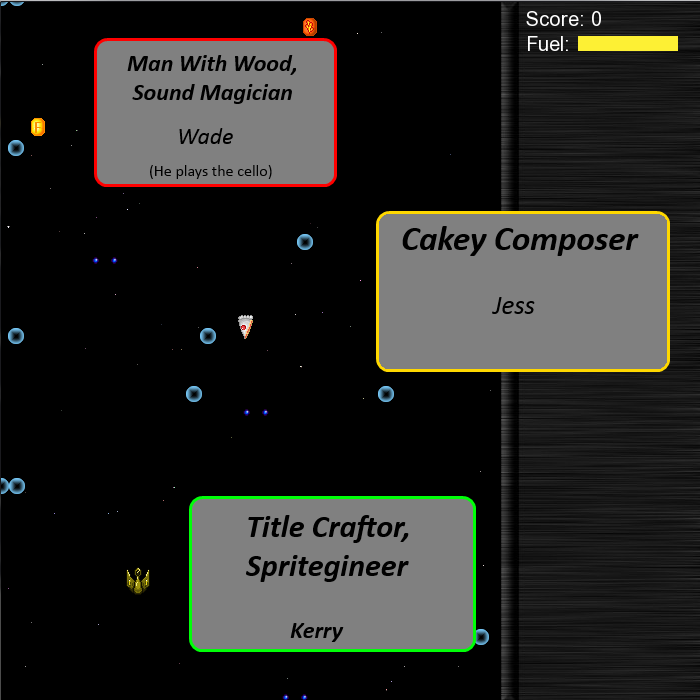 Score: 0
Fuel:
Man With Wood,
Sound Magician
Wade
(He plays the cello)
F
Cakey Composer
Jess
Title Craftor,
Spritegineer
Kerry